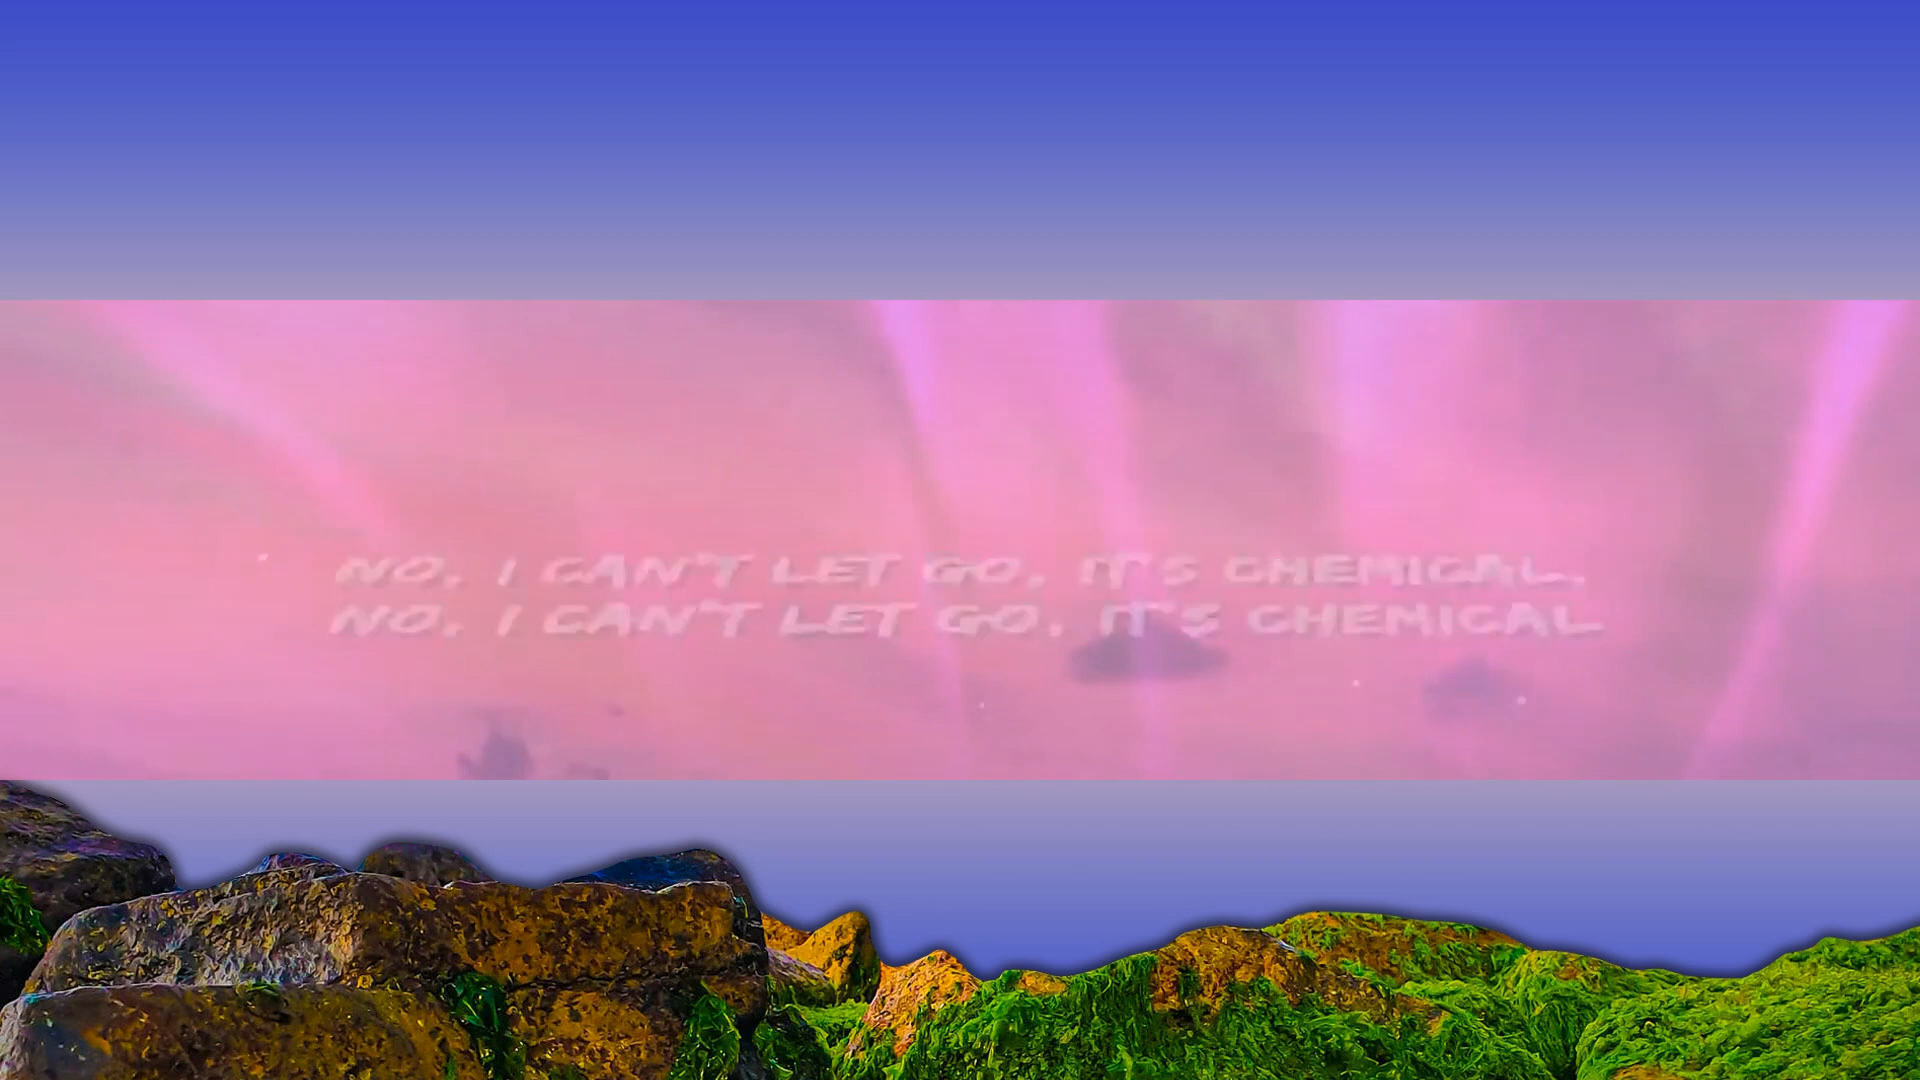 NO, I CAN'T LET GO, IT'S CHEMICAL,
NO, I CAN'T LET GO, IT'S CHEMICAL